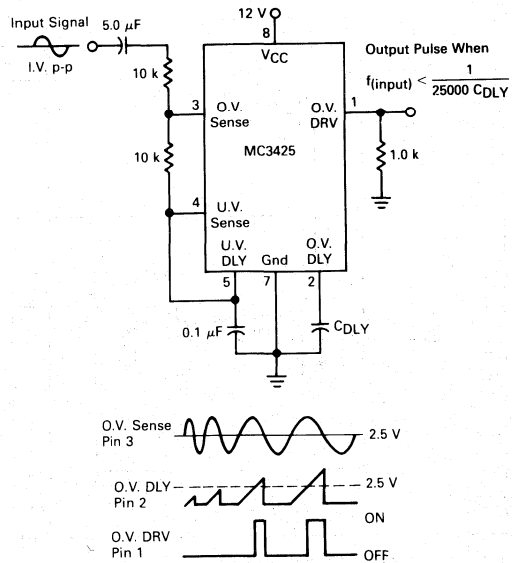 Input Signal
I.V. p-p
5.0 µF
10 k
10 k
12 V
8
VCC
3
O.V.
Sense
O.V.
DRV
1
MC3425
4
U.V.
Sense
U.V.
DLY
Gnd
O.V.
DLY
5
7
2
0.1 µF
CDLY
Output Pulse When
f(input) < 1
25000 CDLY
1.0 k
O.V. Sense
Pin 3
2.5 V
O.V. DLY
Pin 2
2.5 V
ON
O.V. DRV
Pin 1
OFF